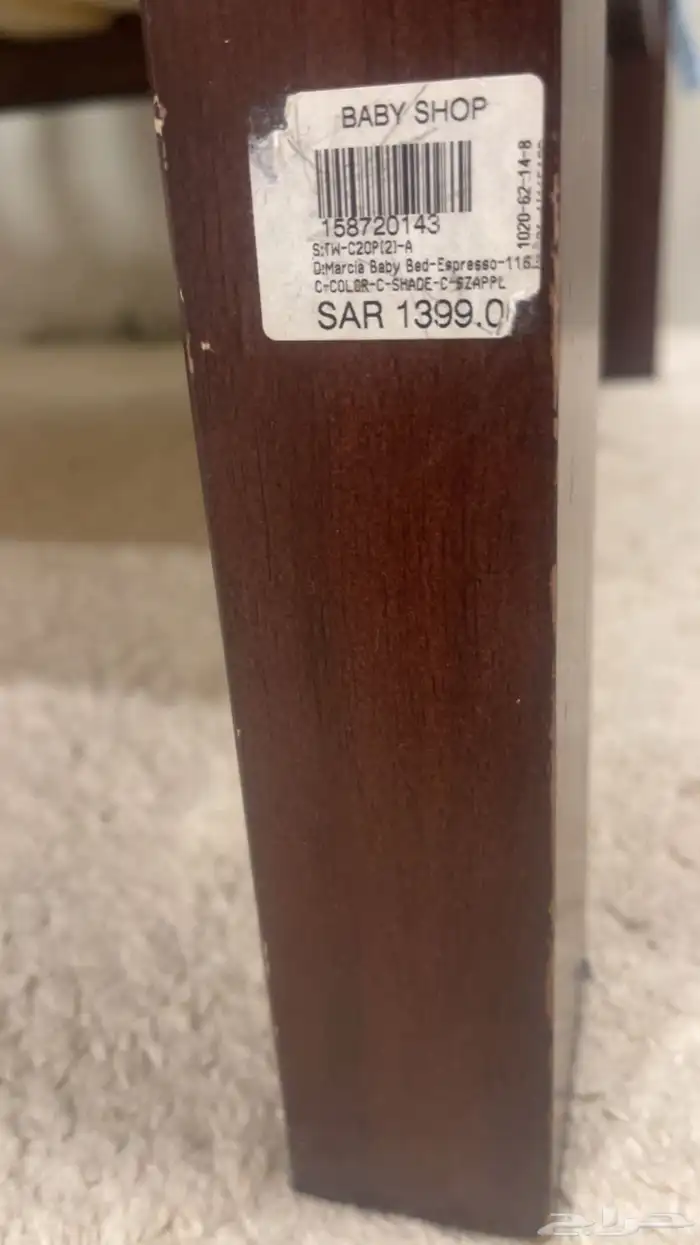 BABY SHOP
158720143
S:TW-C20P(2)-A
D:Marcia Baby Bed-Espresso-116
C-COLOR-C-SHADE-C-SZAPPL
SAR 1399.0
1020-62-14-8
حراج